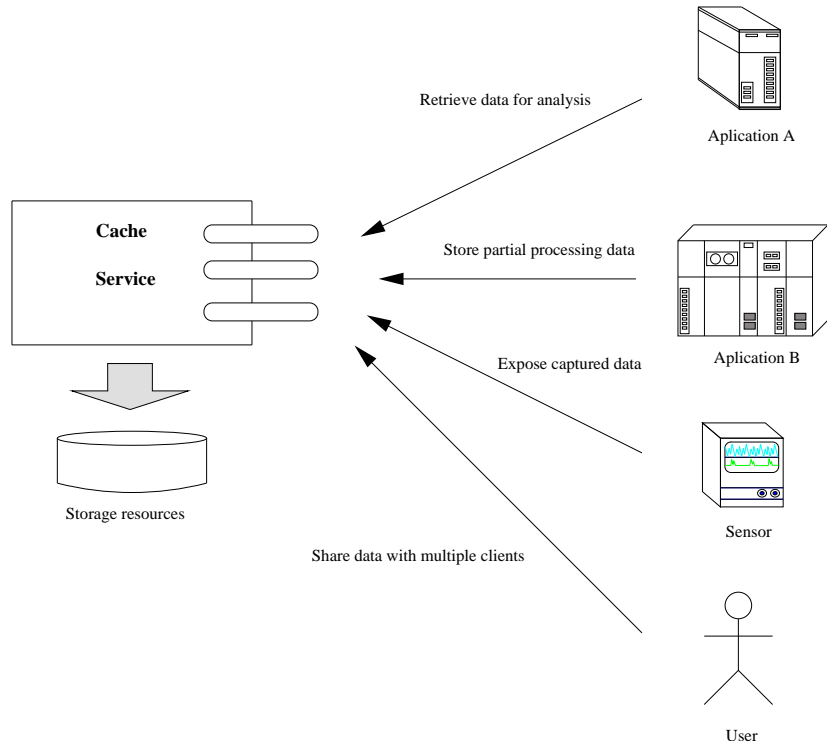 Retrieve data for analysis
Aplication A
Cache
Service
Store partial processing data
Aplication B
Expose captured data
Storage resources
Sensor
Share data with multiple clients
User